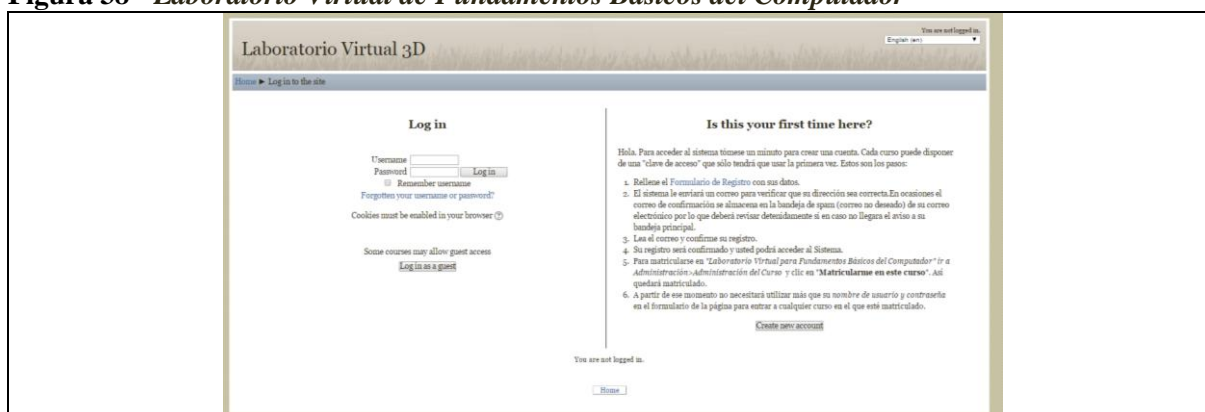 Laboratorio Virtual de Fundamentos Básicos del Computador
You are not logged in.
English (en)
Laboratorio Virtual 3D
Home ► Log in to the site
Log in
Username
Password
Log in
Remember username
Forgotten your username or password?
Cookies must be enabled in your browser
Some courses may allow guest access
Log in as a guest
Is this your first time here?
Hola. Para acceder al sistema tómese un minuto para crear una cuenta. Cada curso puede disponer
de una "clave de acceso" que sólo tendrá que usar la primera vez. Estos son los pasos:
1. Rellene el Formulario de Registro con sus datos.
2. El sistema le enviará un correo para verificar que su dirección sea correcta.En ocasiones el
correo de confirmación se almacena en la bandeja de spam (correo no deseado) de su correo
electrónico por lo que deberá revisar detenidamente si en caso no llegara el aviso a su
bandeja principal.
3. Lea el correo y confirme su registro.
4. Su registro será confirmado y usted podrá acceder al Sistema.
5. Para matricularse en "Laboratorio Virtual para Fundamentos Básicos del Computador" ir a
Administración>Administración del Curso y clic en "Matricularme en este curso". Así
quedará matriculado.
6. A partir de ese momento no necesitará utilizar más que su nombre de usuario y contraseña
en el formulario de la página para entrar a cualquier curso en el que esté matriculado.
Create new account
You are not logged in.
Home